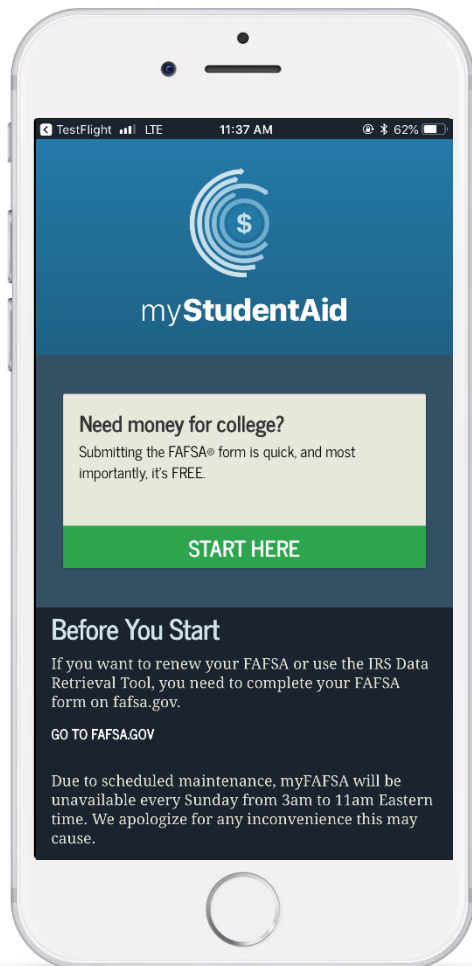 TestFlight LTE 11:37 AM 62%
$
myStudentAid
Need money for college?
Submitting the FAFSA® form is quick, and most
importantly, it's FREE.
START HERE
Before You Start
If you want to renew your FAFSA or use the IRS Data
Retrieval Tool, you need to complete your FAFSA
form on fafsa.gov.
GO TO FAFSA.GOV
Due to scheduled maintenance, myFAFSA will be
unavailable every Sunday from 3am to 11am Eastern
time. We apologize for any inconvenience this may
cause.